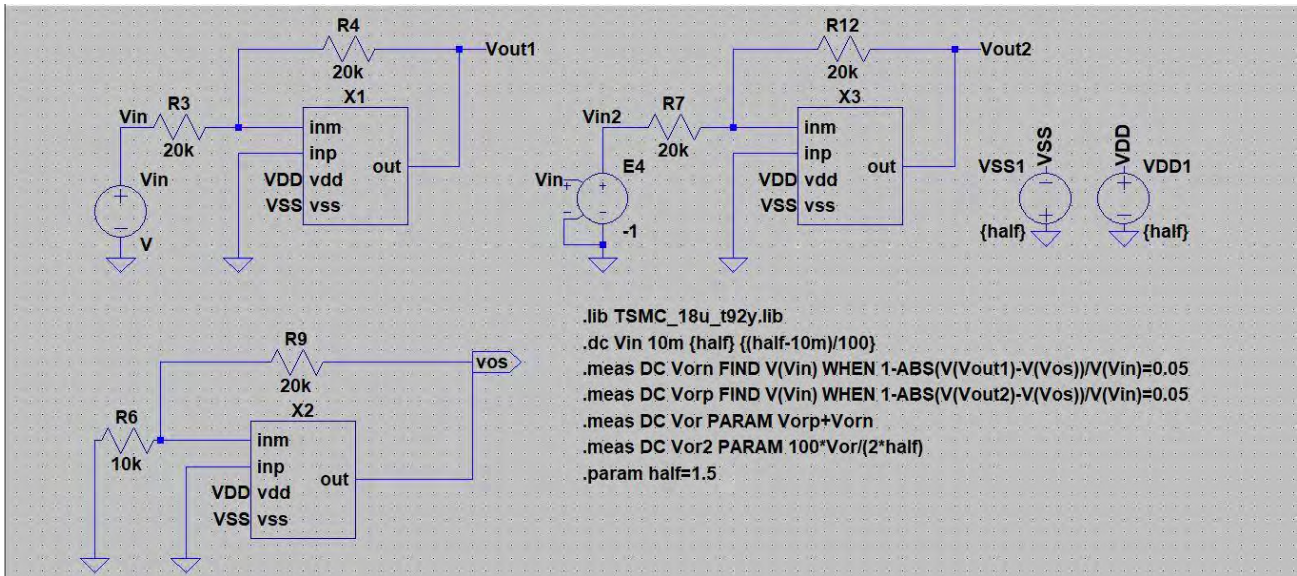 R4
20k
Vout1
R3
Vin
20k
X1
inm
inp
out
VDD vdd
VSS vss
Vin
V
R12
20k
Vout2
R7
Vin2
20k
X3
inm
inp
out
VDD vdd
VSS vss
Vin
E4
-1
VSS1
VSS
{half}
VDD
VDD1
{half}
R9
20k
vos
R6
10k
X2
inm
inp
out
VDD vdd
VSS vss
.lib TSMC_18u_t92y.lib
.dc Vin 10m {half} {(half-10m)/100}
.meas DC Vorn FIND V(Vin) WHEN 1-ABS(V(Vout1)-V(Vos))/V(Vin)=0.05
.meas DC Vorp FIND V(Vin) WHEN 1-ABS(V(Vout2)-V(Vos))/V(Vin)=0.05
.meas DC Vor PARAM Vorp+Vorn
.meas DC Vor2 PARAM 100*Vor/(2*half)
.param half=1.5